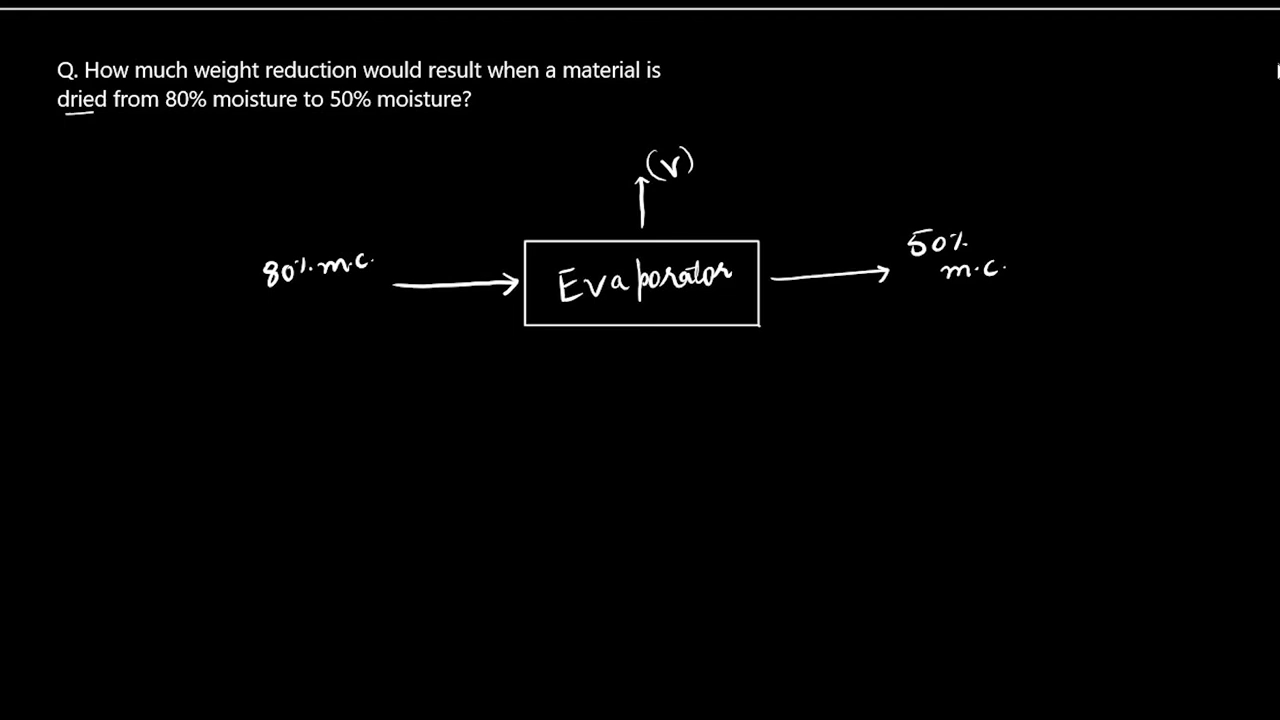 Q. How much weight reduction would result when a material is
dried from 80% moisture to 50% moisture?
(V)
80% m.c.
Evaporator
50%
m.c.